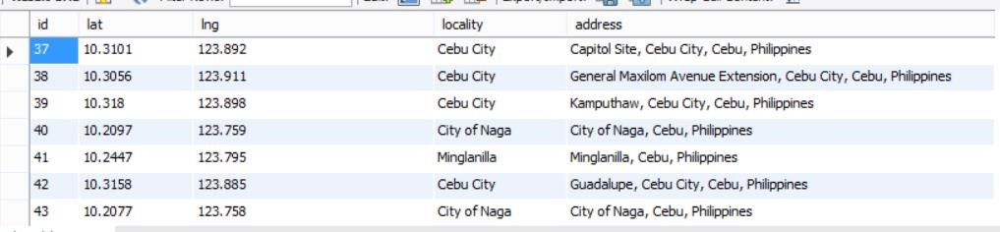 id lat lng locality address
37 10.3101 123.892 Cebu City Capitol Site, Cebu City, Cebu, Philippines
38 10.3056 123.911 Cebu City General Maxilom Avenue Extension, Cebu City, Cebu, Philippines
39 10.318 123.898 Cebu City Kamputhaw, Cebu City, Cebu, Philippines
40 10.2097 123.759 City of Naga City of Naga, Cebu, Philippines
41 10.2447 123.795 Minglanilla Minglanilla, Cebu, Philippines
42 10.3158 123.885 Cebu City Guadalupe, Cebu City, Cebu, Philippines
43 10.2077 123.758 City of Naga City of Naga, Cebu, Philippines